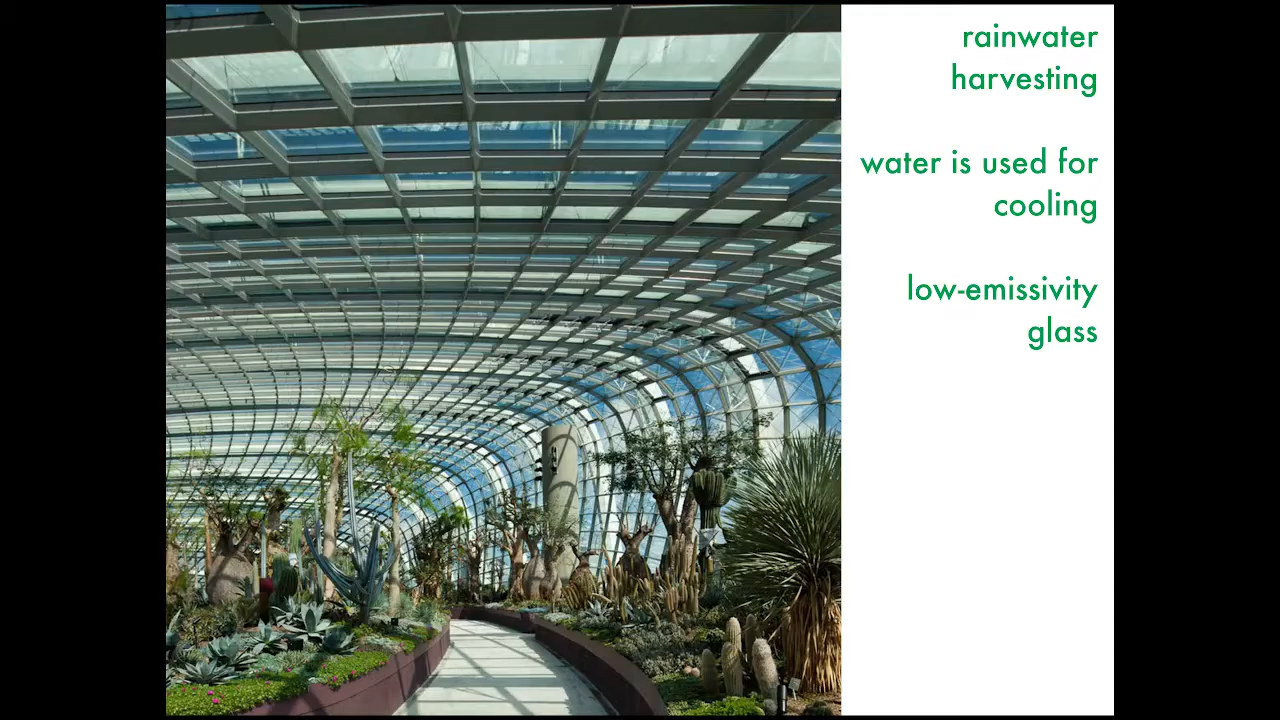 rainwater
harvesting
water is used for
cooling
low-emissivity
glass